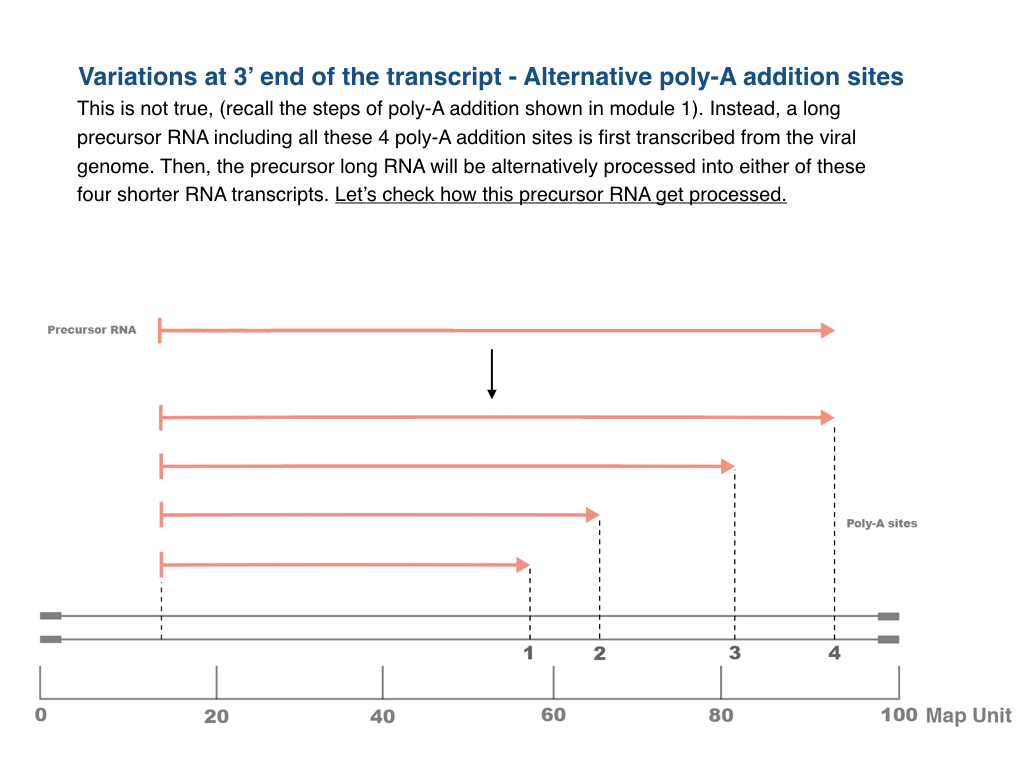 Variations at 3’ end of the transcript - Alternative poly-A addition sites
This is not true, (recall the steps of poly-A addition shown in module 1). Instead, a long
precursor RNA including all these 4 poly-A addition sites is first transcribed from the viral
genome. Then, the precursor long RNA will be alternatively processed into either of these
four shorter RNA transcripts. Let’s check how this precursor RNA get processed.
Precursor RNA
Poly-A sites
1 2 3 4
0 20 40 60 80 100 Map Unit